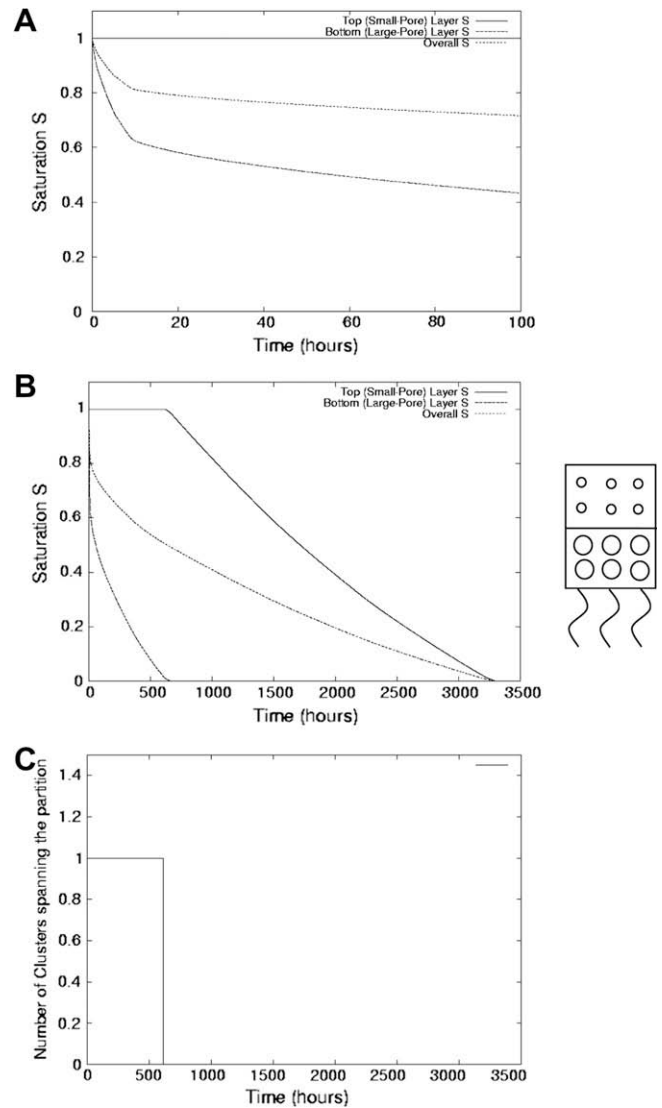 A
Top (Small-Pore) Layer S
Bottom (Large-Pore) Layer S
Overall S
1
0.8
0.6
0.4
0.2
0
Saturation S
0 20 40 60 80 100
Time (hours)
B
Top (Small-Pore) Layer S
Bottom (Large-Pore) Layer S
Overall S
1
0.8
0.6
0.4
0.2
0
Saturation S
0 500 1000 1500 2000 2500 3000 3500
Time (hours)
C
1.4
1.2
1
0.8
0.6
0.4
0.2
0
Number of Clusters spanning the partition
0 500 1000 1500 2000 2500 3000 3500
Time (hours)